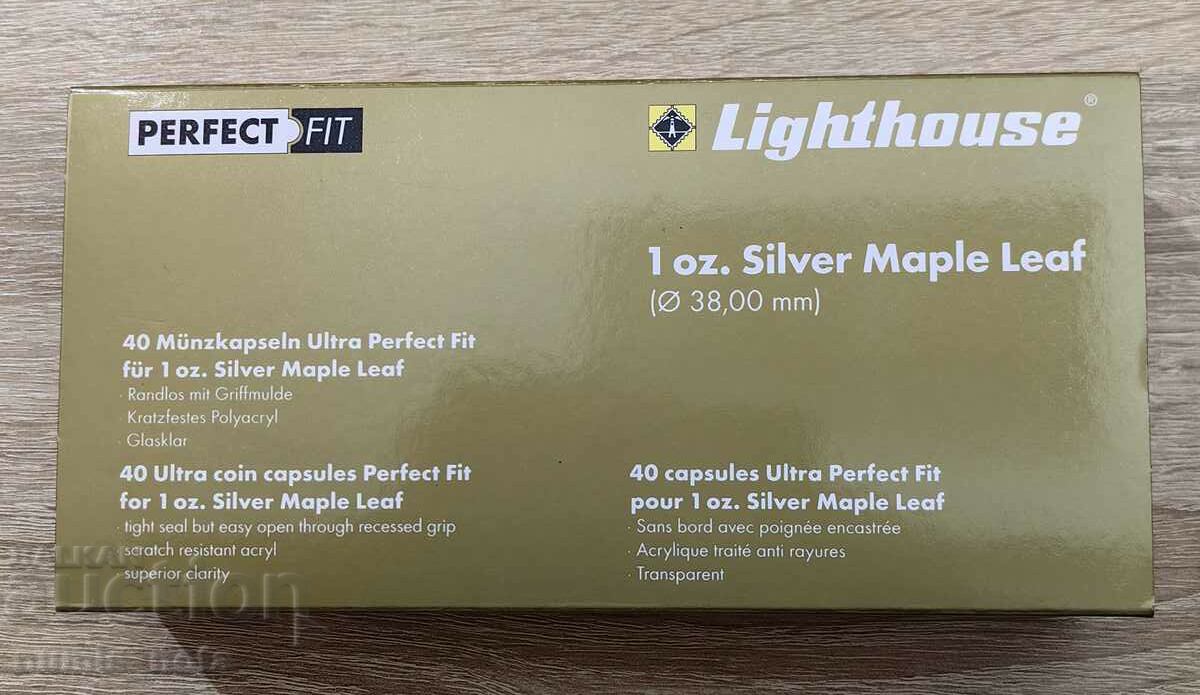 PERFECT FIT
Lighthouse®
1 oz. Silver Maple Leaf
(Ø 38,00 mm)
40 Münzkapseln Ultra Perfect Fit
für 1 oz. Silver Maple Leaf
· Randlos mit Griffmulde
· Kratzfestes Polyacryl
· Glasklar
40 Ultra coin capsules Perfect Fit
for 1 oz. Silver Maple Leaf
· tight seal but easy open through recessed grip
· scratch resistant acryl
· superior clarity
40 capsules Ultra Perfect Fit
pour 1 oz. Silver Maple Leaf
· Sans bord avec poignée encastrée
· Acrylique traité anti rayures
· Transparent
BALKAN
auction